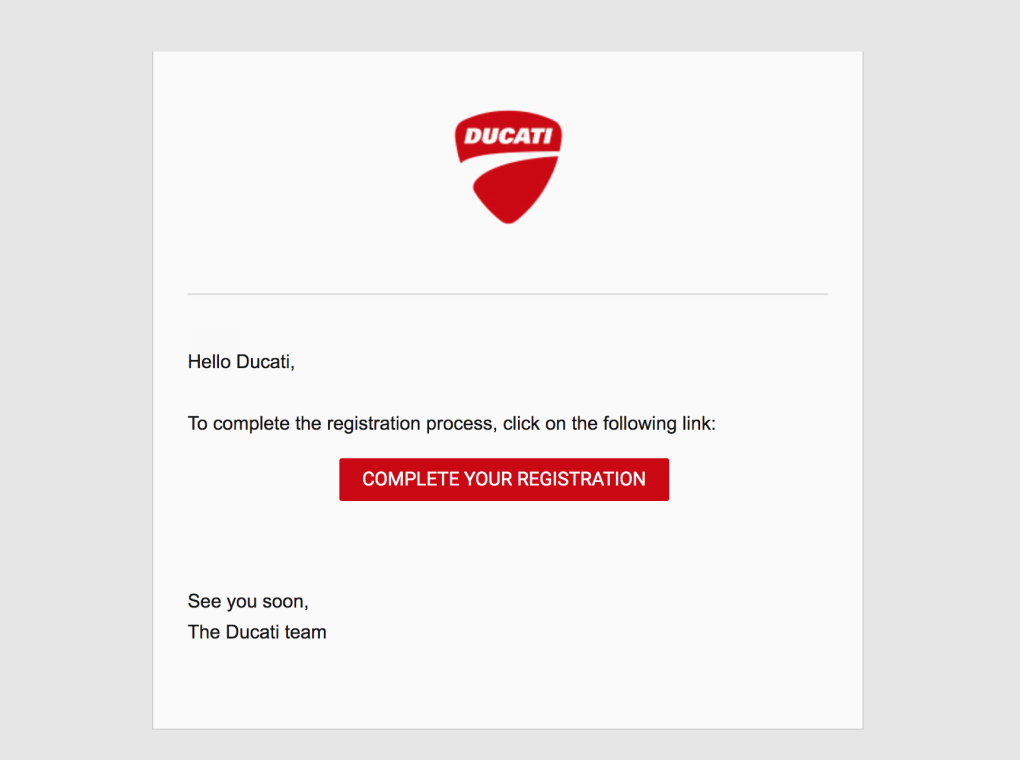 DUCATI
Hello Ducati,
To complete the registration process, click on the following link:
COMPLETE YOUR REGISTRATION
See you soon,
The Ducati team